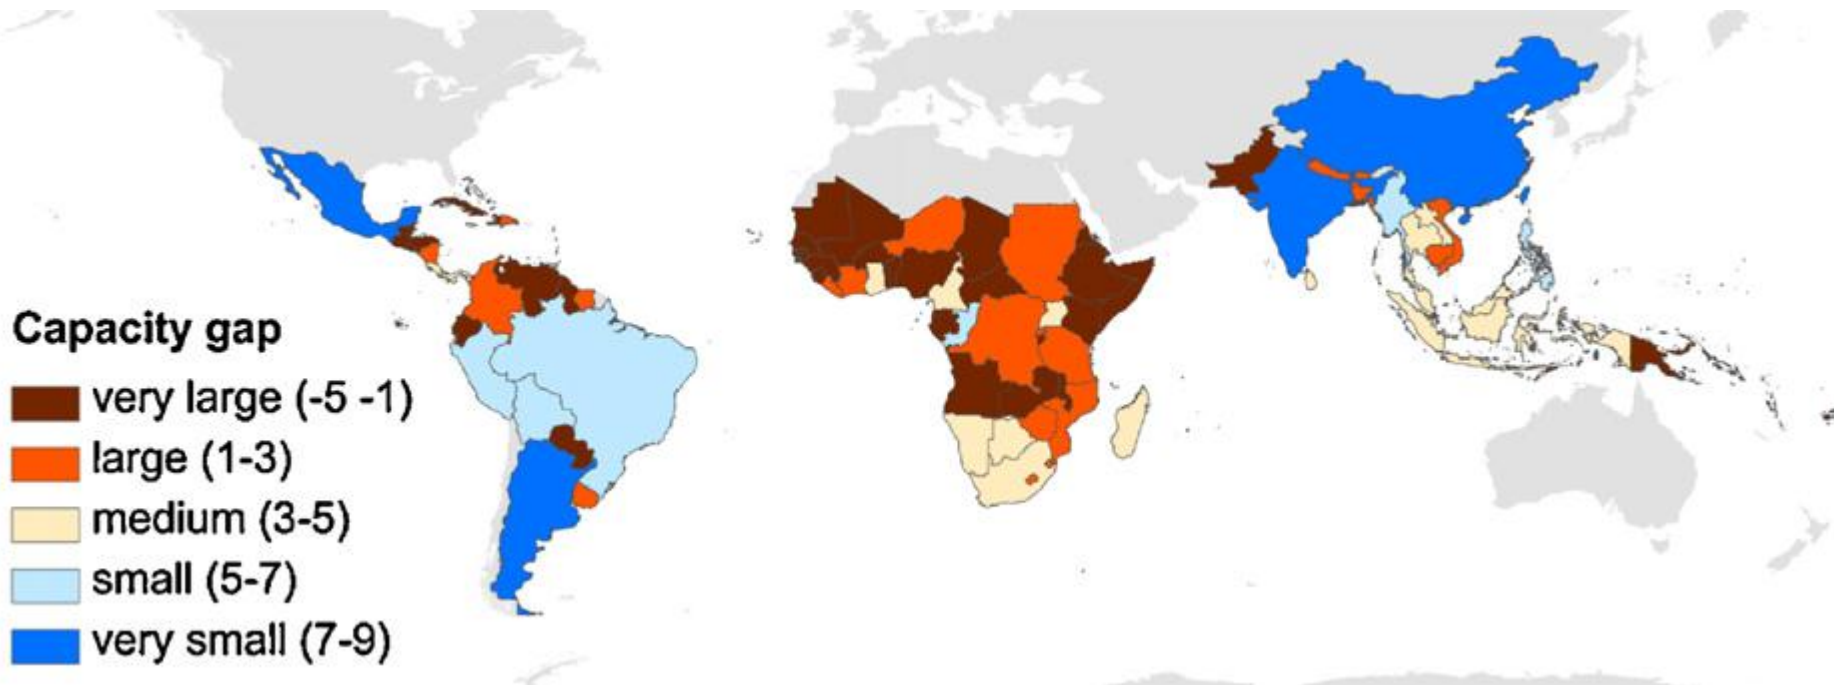 Capacity gap
very large (-5 -1)
large (1-3)
medium (3-5)
small (5-7)
very small (7-9)